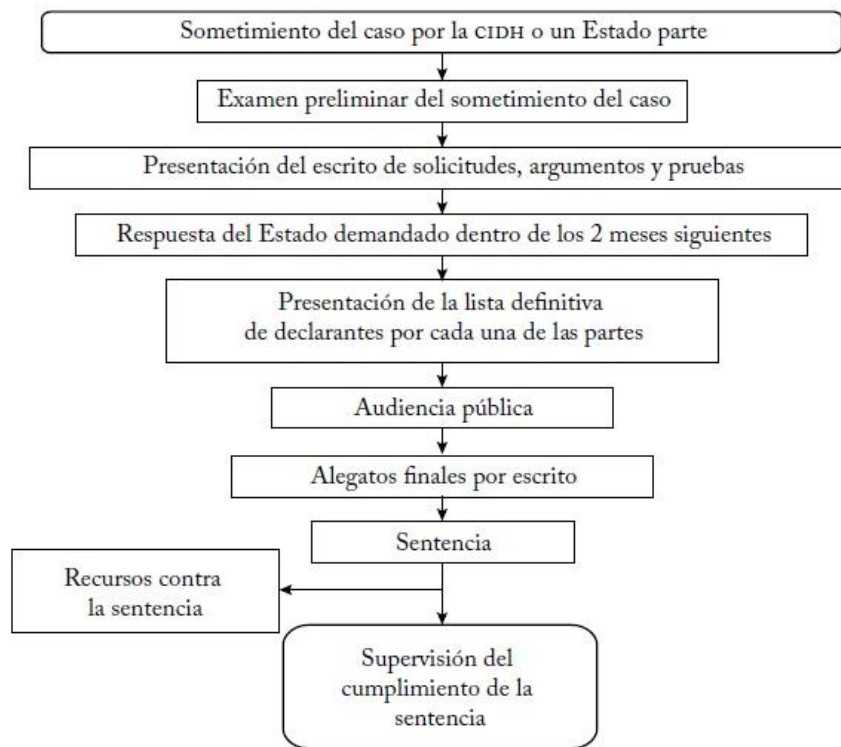 Sometimiento del caso por la CIDH o un Estado parte
Examen preliminar del sometimiento del caso
Presentación del escrito de solicitudes, argumentos y pruebas
Respuesta del Estado demandado dentro de los 2 meses siguientes
Presentación de la lista definitiva
de declarantes por cada una de las partes
Audiencia pública
Alegatos finales por escrito
Sentencia
Recursos contra
la sentencia
Supervisión del
cumplimiento de la
sentencia